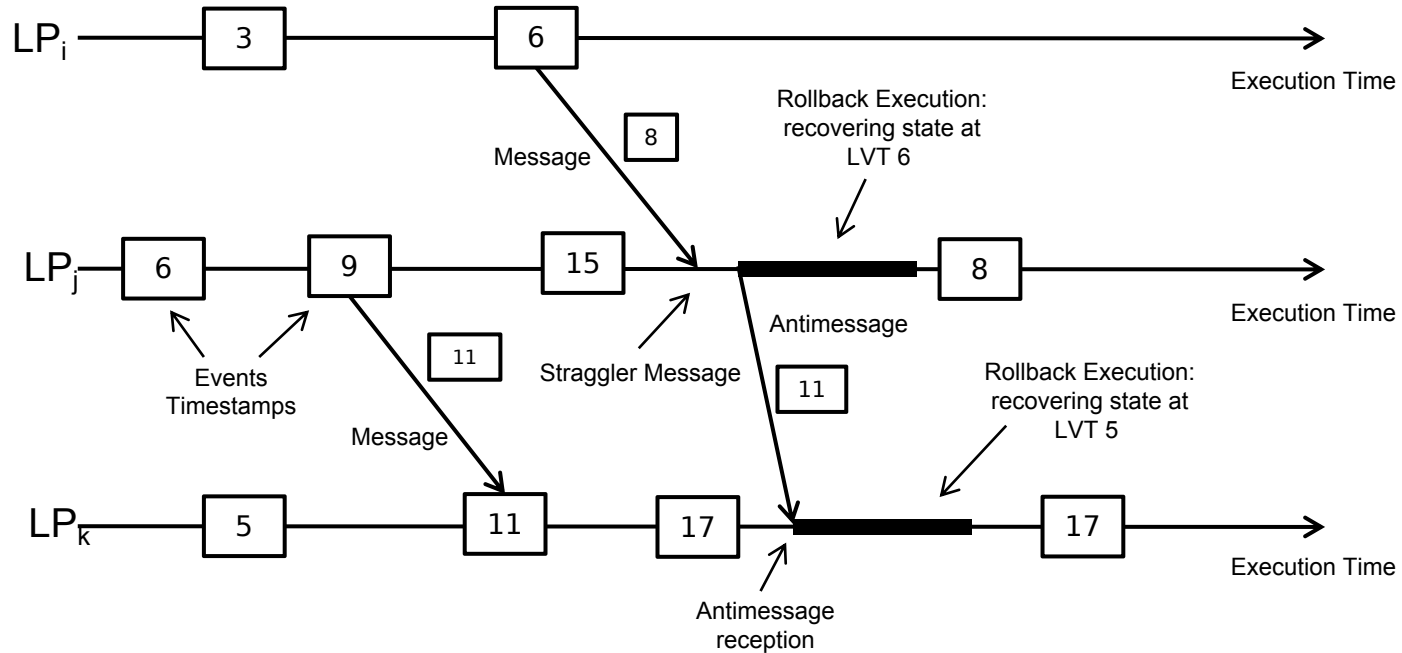 LPi
3
6
Execution Time
Rollback Execution:
recovering state at
LVT 6
8
Message
LPj
6
9
15
8
Execution Time
Antimessage
11
Straggler Message
Events
Timestamps
11
Rollback Execution:
recovering state at
LVT 5
Message
LPk
5
11
17
17
Execution Time
Antimessage
reception